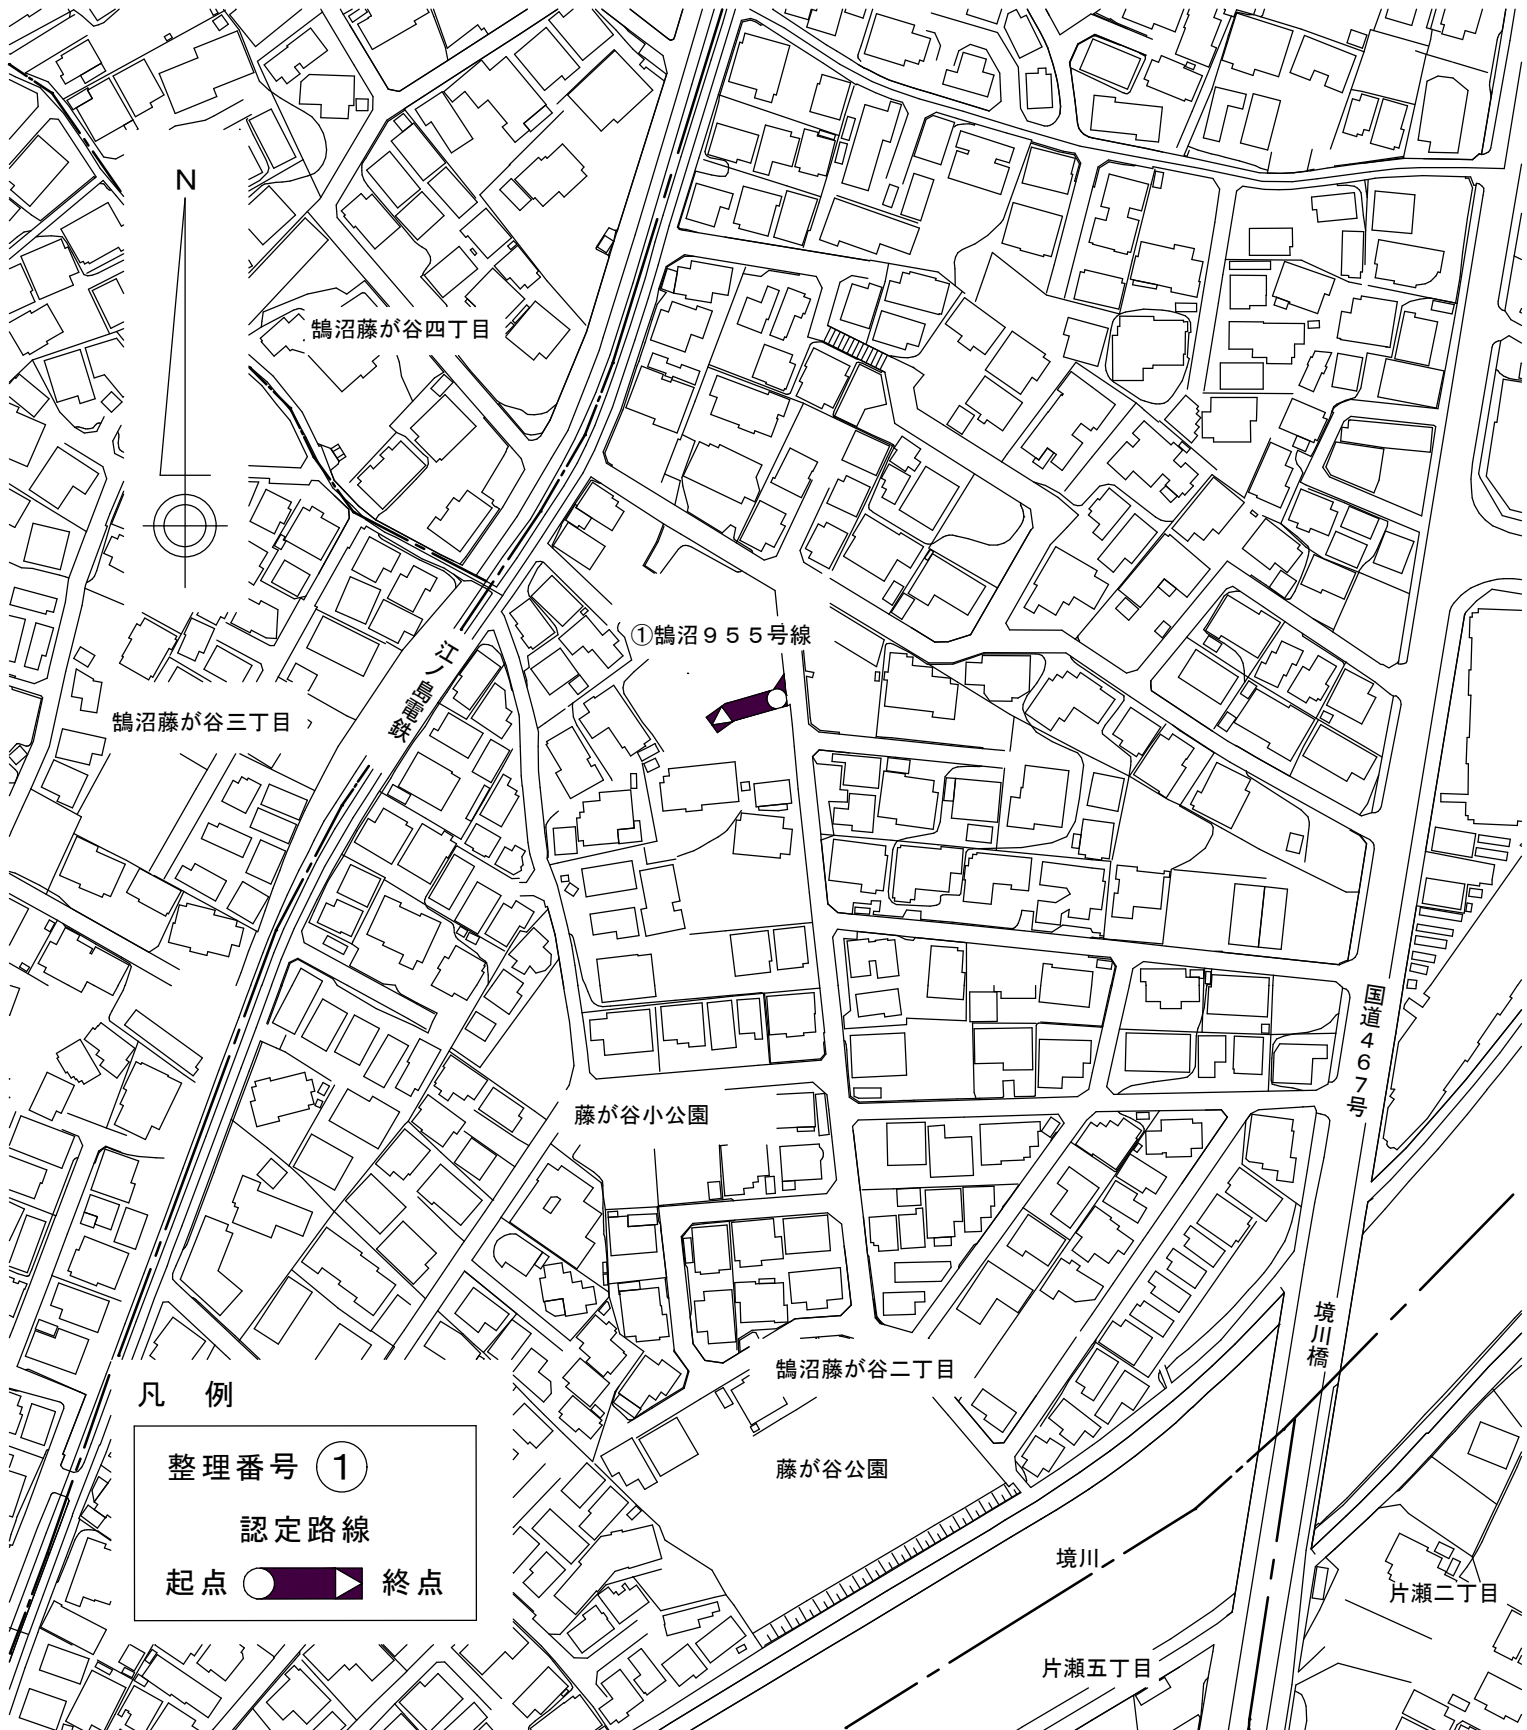 N
鵠沼藤が谷四丁目
①鵠沼955号線
江ノ島電鉄
鵠沼藤が谷三丁目
国道467号
藤が谷小公園
境川橋
鵠沼藤が谷二丁目
藤が谷公園
境川
片瀬二丁目
片瀬五丁目
凡 例
整理番号 ①
認定路線
起点 終点